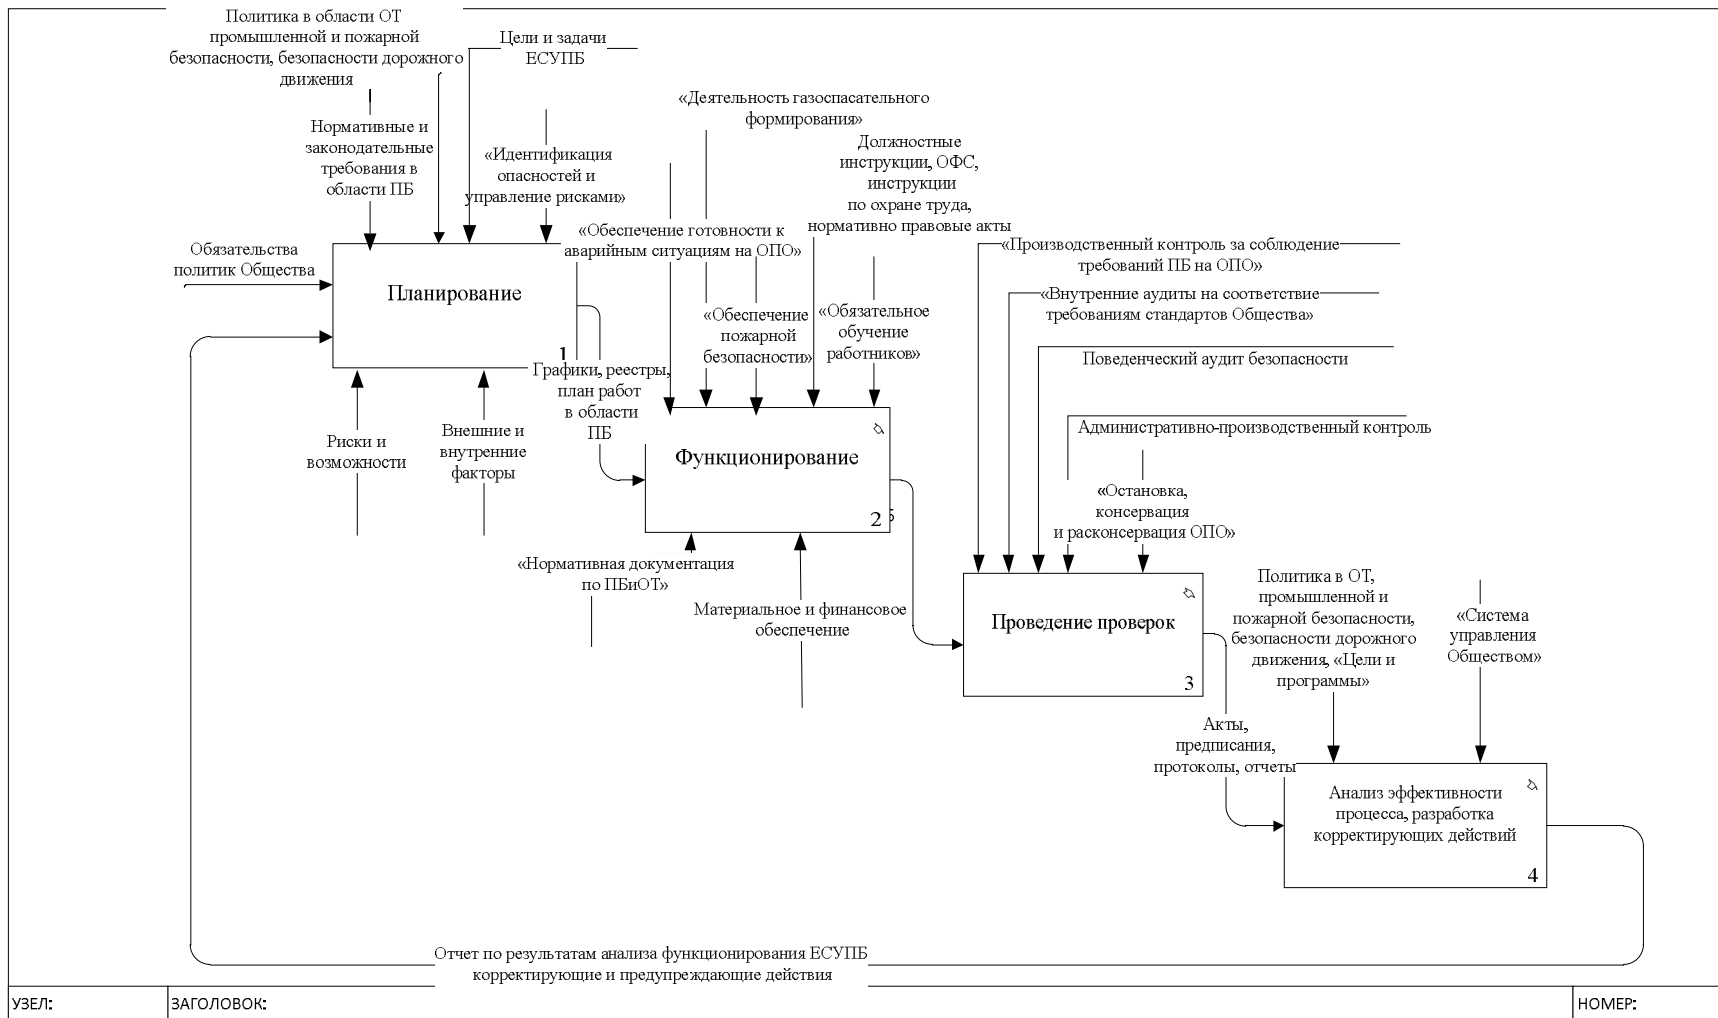 Политика в области ОТ
промышленной и пожарной
безопасности, безопасности дорожного
движения
Цели и задачи
ЕСУПБ
Нормативные и
законодательные
требования в
области ПБ
«Идентификация
опасностей и
управление рисками»
«Деятельность газоспасательного
формирования»
Должностные
инструкции, ОФС,
инструкции
по охране труда,
нормативно правовые акты
Обязательства
политик Общества
Планирование
1
«Обеспечение готовности к
аварийным ситуациям на ОПО»
«Обеспечение
пожарной
безопасности»
«Обязательное
обучение
работников»
«Производственный контроль за соблюдение
требований ПБ на ОПО»
«Внутренние аудиты на соответствие
требованиям стандартов Общества»
Поведенческий аудит безопасности
Административно-производственный контроль
«Остановка,
консервация
и расконсервация ОПО»
Риски и
возможности
Внешние и
внутренние
факторы
Графики, реестры,
план работ
в области
ПБ
Функционирование
2
«Нормативная документация
по ПБиОТ»
Материальное и финансовое
обеспечение
Проведение проверок
3
Политика в ОТ,
промышленной и
пожарной безопасности,
безопасности дорожного
движения, «Цели и
программы»
«Система
управления
Обществом»
Акты,
предписания,
протоколы, отчеты
Анализ эффективности
процесса, разработка
корректирующих действий
4
Отчет по результатам анализа функционирования ЕСУПБ
корректирующие и предупреждающие действия
УЗЕЛ:
ЗАГОЛОВОК:
НОМЕР: